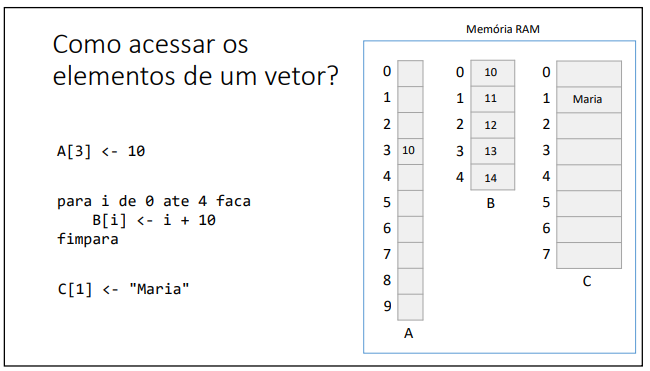 Como acessar os
elementos de um vetor?
A[3] <- 10
para i de 0 ate 4 faca
B[i] <- i + 10
fimpara
C[1] <- "Maria"
Memória RAM
0
1
2
3 10
4
5
6
7
8
9
A
0 10
1 11
2 12
3 13
4 14
B
0
1 Maria
2
3
4
5
6
7
C